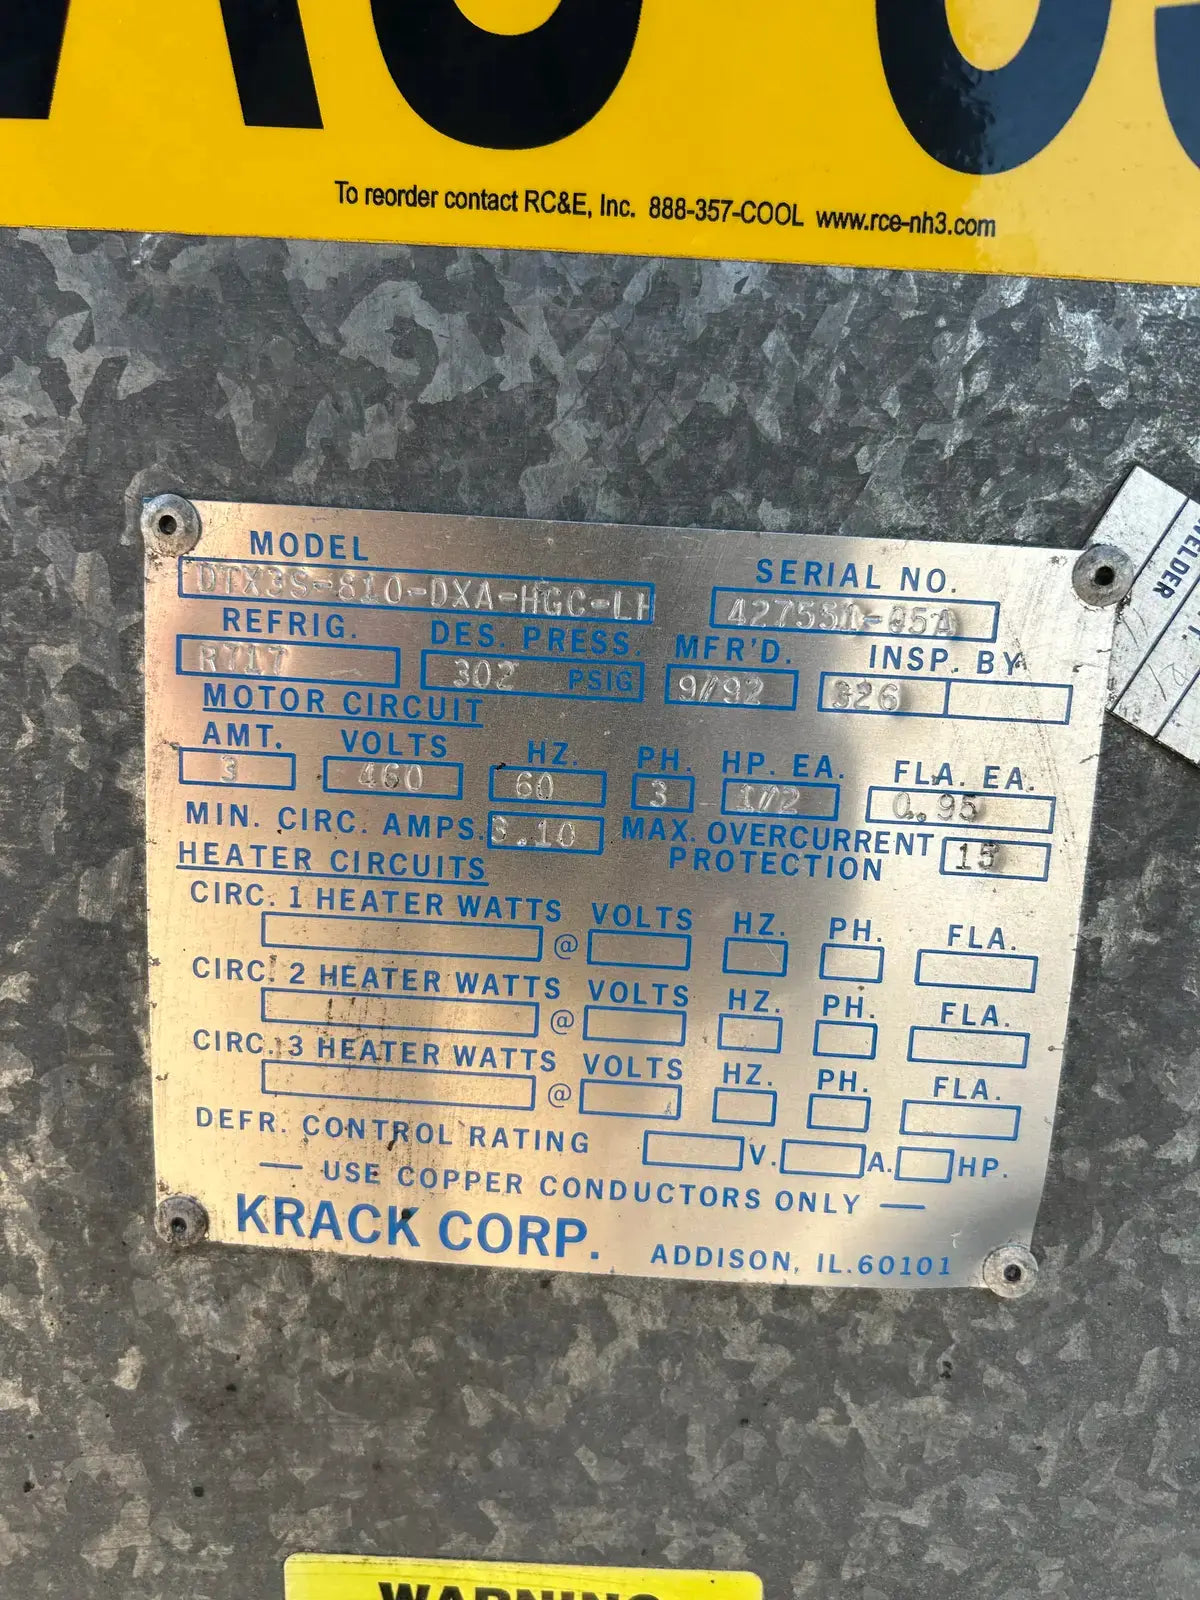 To reorder contact RC&E, Inc. 888-357-COOL www.rce-nh3.com
MODEL
DTX3S-810-DXA-HGC-LH
SERIAL NO.
REFRIG.
R717
DES. PRESS.
302 PSIG
MFR'D.
9/92
INSP. BY
326
MOTOR CIRCUIT
AMT. VOLTS HZ. PH. HP. EA. FLA. EA.
3 460 60 3 1/2 0.95
MIN. CIRC. AMPS. 3.10 MAX. OVERCURRENT PROTECTION 15
HEATER CIRCUITS
CIRC. 1 HEATER WATTS VOLTS HZ. PH. FLA.
@
CIRC. 2 HEATER WATTS VOLTS HZ. PH. FLA.
@
CIRC. 3 HEATER WATTS VOLTS HZ. PH. FLA.
@
DEFR. CONTROL RATING V. A. HP.
— USE COPPER CONDUCTORS ONLY —
KRACK CORP. ADDISON, IL.60101
WELDER
WARNING